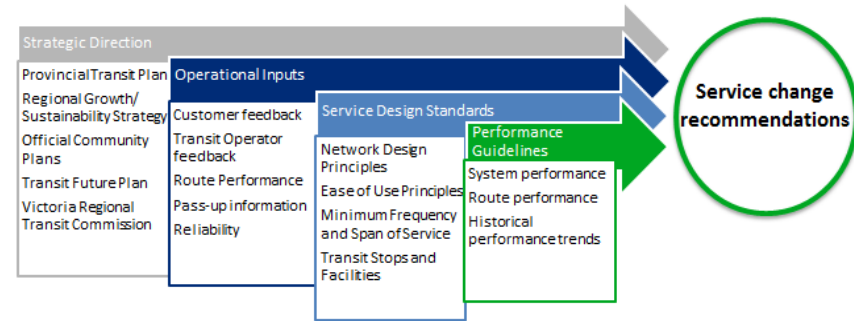 Strategic Direction
Provincial Transit Plan
Regional Growth/
Sustainability Strategy
Official Community
Plans
Transit Future Plan
Victoria Regional
Transit Commission
Operational Inputs
Customer feedback
Transit Operator
feedback
Route Performance
Pass-up information
Reliability
Service Design Standards
Network Design
Principles
Ease of Use Principles
Minimum Frequency
and Span of Service
Transit Stops and
Facilities
Performance
Guidelines
System performance
Route performance
Historical
performance trends
Service change
recommendations